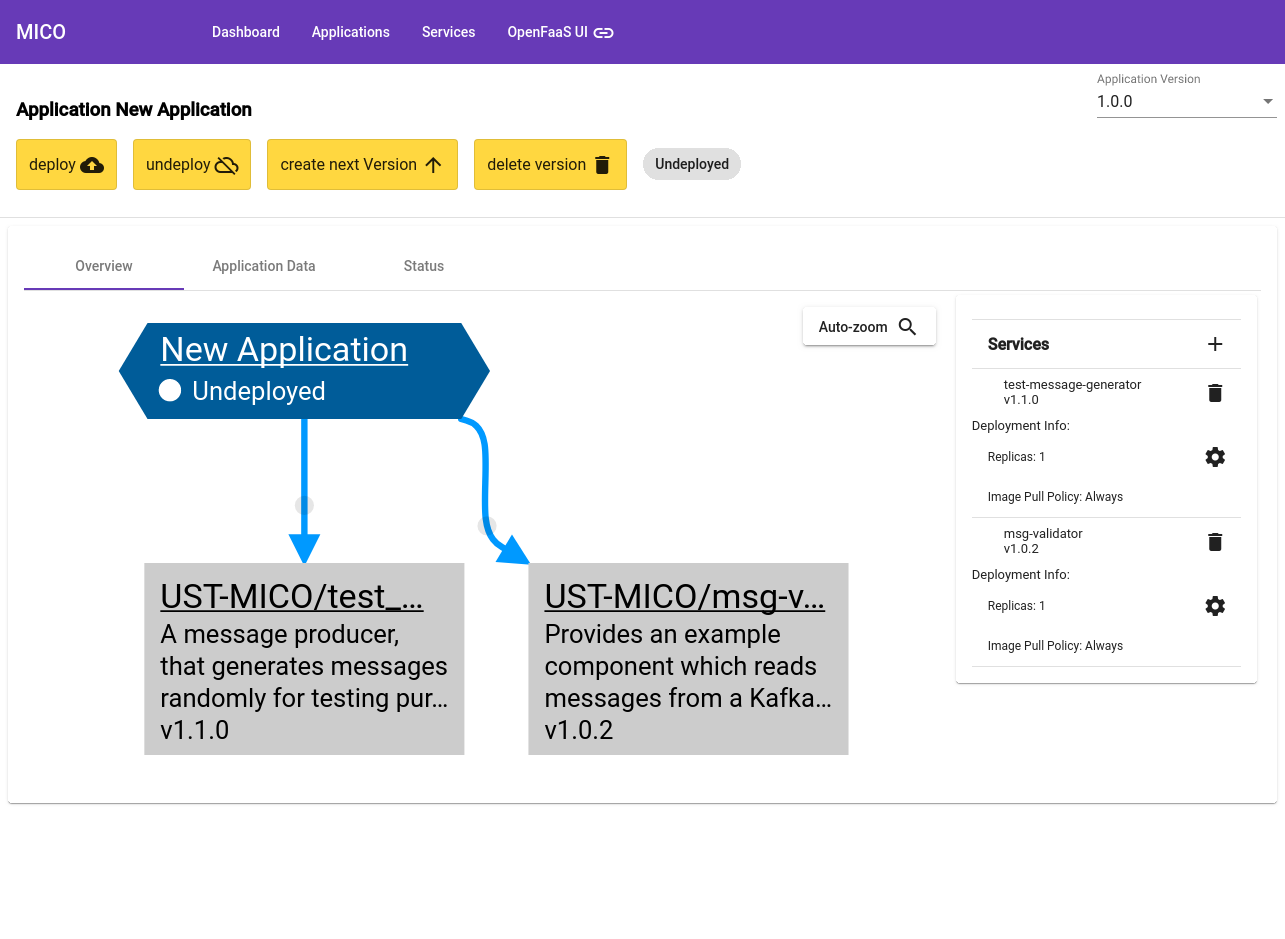 MICO
Dashboard
Applications
Services
OpenFaaS UI
Application Version
1.0.0
Application New Application
deploy
undeploy
create next Version
delete version
Undeployed
Overview
Application Data
Status
New Application
Undeployed
Auto-zoom
UST-MICO/test_...
A message producer,
that generates messages
randomly for testing pur...
v1.1.0
UST-MICO/msg-v...
Provides an example
component which reads
messages from a Kafka...
v1.0.2
Services
test-message-generator
v1.1.0
Deployment Info:
Replicas: 1
Image Pull Policy: Always
msg-validator
v1.0.2
Deployment Info:
Replicas: 1
Image Pull Policy: Always